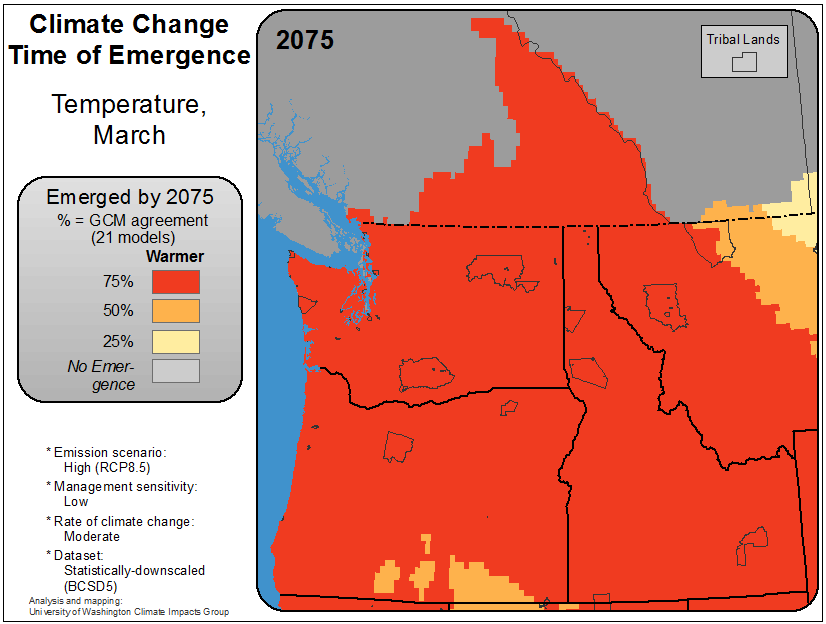 Climate Change
Time of Emergence
Temperature,
March
Emerged by 2075
% = GCM agreement
(21 models)
Warmer
75%
50%
25%
No Emer-
gence
* Emission scenario:
High (RCP8.5)
* Management sensitivity:
Low
* Rate of climate change:
Moderate
* Dataset:
Statistically-downscaled
(BCSD5)
Analysis and mapping:
University of Washington Climate Impacts Group
2075
Tribal Lands